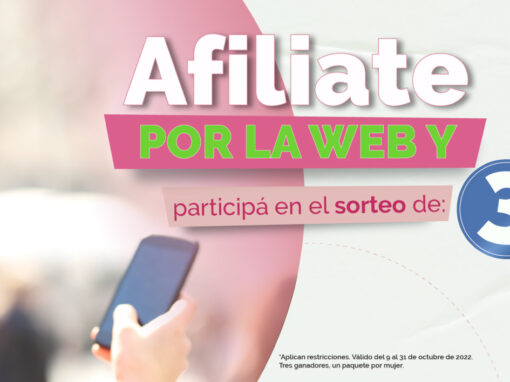 Afiliate
POR LA WEB Y
participá en el sorteo de:
3
*Aplican restricciones. Válido del 9 al 31 de octubre de 2022.
Tres ganadores, un paquete por mujer.